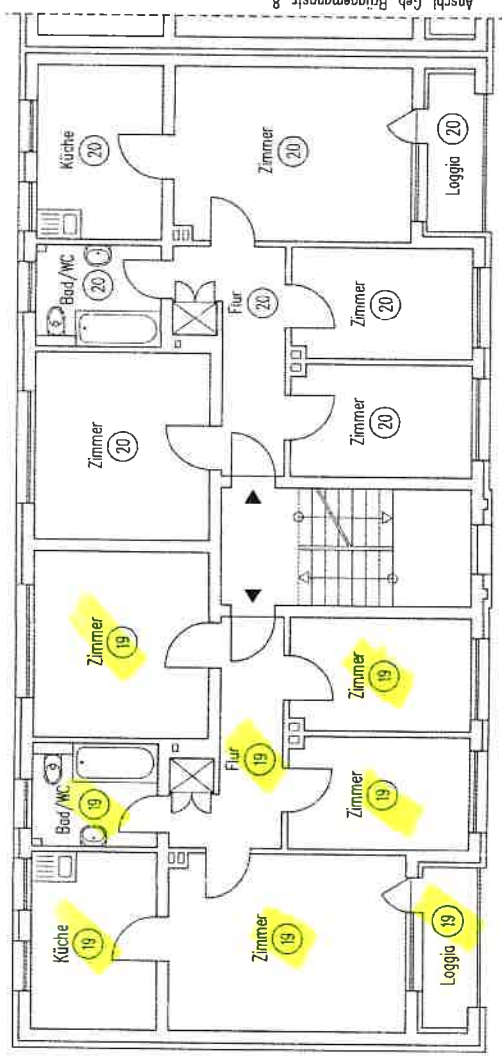 Küche
19
Bad/WC
19
Zimmer
19
Zimmer
20
Bad/WC
20
Küche
20
Flur
19
Flur
20
Zimmer
19
Zimmer
19
Zimmer
19
Zimmer
20
Zimmer
20
Zimmer
20
Loggia
19
Loggia
20
Anschl. Geb. Brüggemannstr. 8